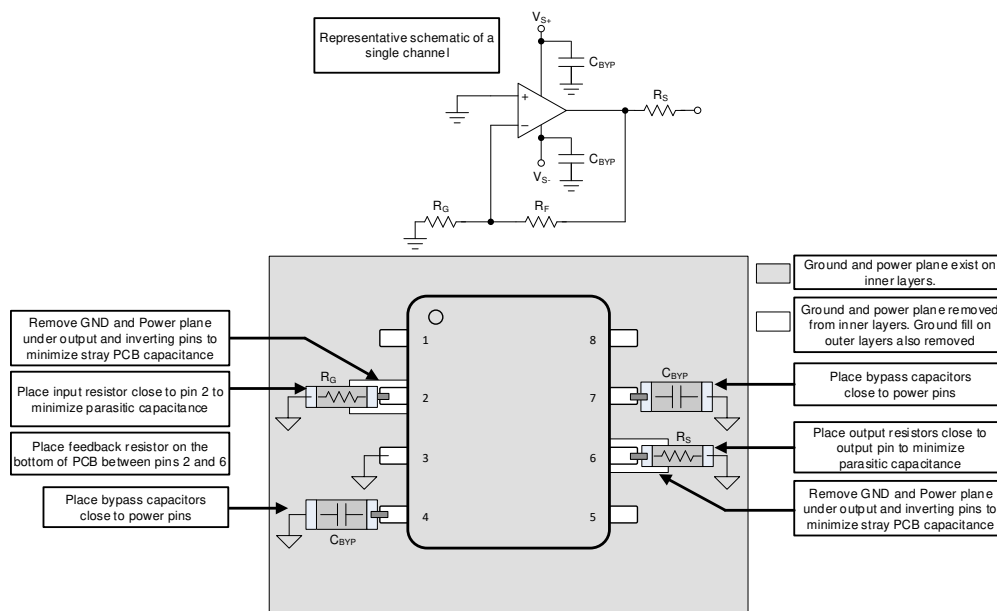 Representative schematic of a
single channel
VS+
CBYP
+
−
RS
CBYP
VS-
RG
RF
Ground and power plane exist on
inner layers.
Ground and power plane removed
from inner layers. Ground fill on
outer layers also removed
Remove GND and Power plane
under output and inverting pins to
minimize stray PCB capacitance
Place input resistor close to pin 2 to
minimize parasitic capacitance
Place feedback resistor on the
bottom of PCB between pins 2 and 6
Place bypass capacitors
close to power pins
RG
CBYP
1
2
3
4
8
7
6
5
CBYP
RS
Place bypass capacitors
close to power pins
Place output resistors close to
output pin to minimize
parasitic capacitance
Remove GND and Power plane
under output and inverting pins to
minimize stray PCB capacitance